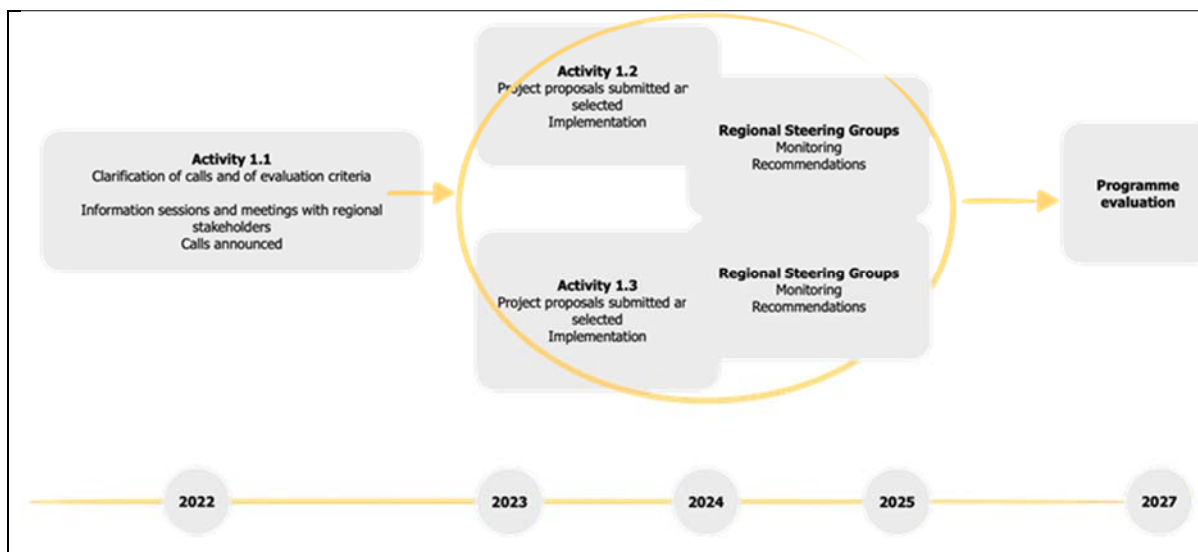 Activity 1.1
Clarification of calls and of evaluation criteria
Information sessions and meetings with regional
stakeholders
Calls announced
Activity 1.2
Project proposals submitted ar
selected
Implementation
Regional Steering Groups
Monitoring
Recommendations
Activity 1.3
Project proposals submitted ar
selected
Implementation
Regional Steering Groups
Monitoring
Recommendations
Programme
evaluation
2022
2023
2024
2025
2027